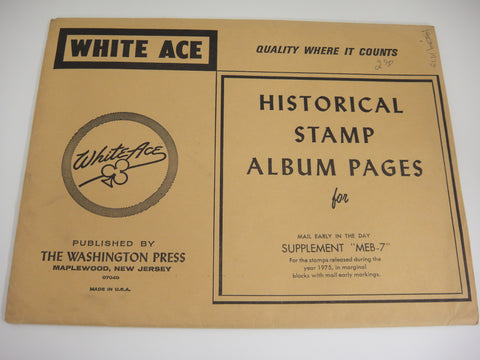 WHITE ACE
QUALITY WHERE IT COUNTS
HISTORICAL
STAMP
ALBUM PAGES
for
MAIL EARLY IN THE DAY
SUPPLEMENT "MEB-7"
For the stamps released during the
year 1975, in marginal
blocks with mail early markings.
White Ace
PUBLISHED BY
THE WASHINGTON PRESS
MAPLEWOOD, NEW JERSEY
07040
MADE IN U.S.A.